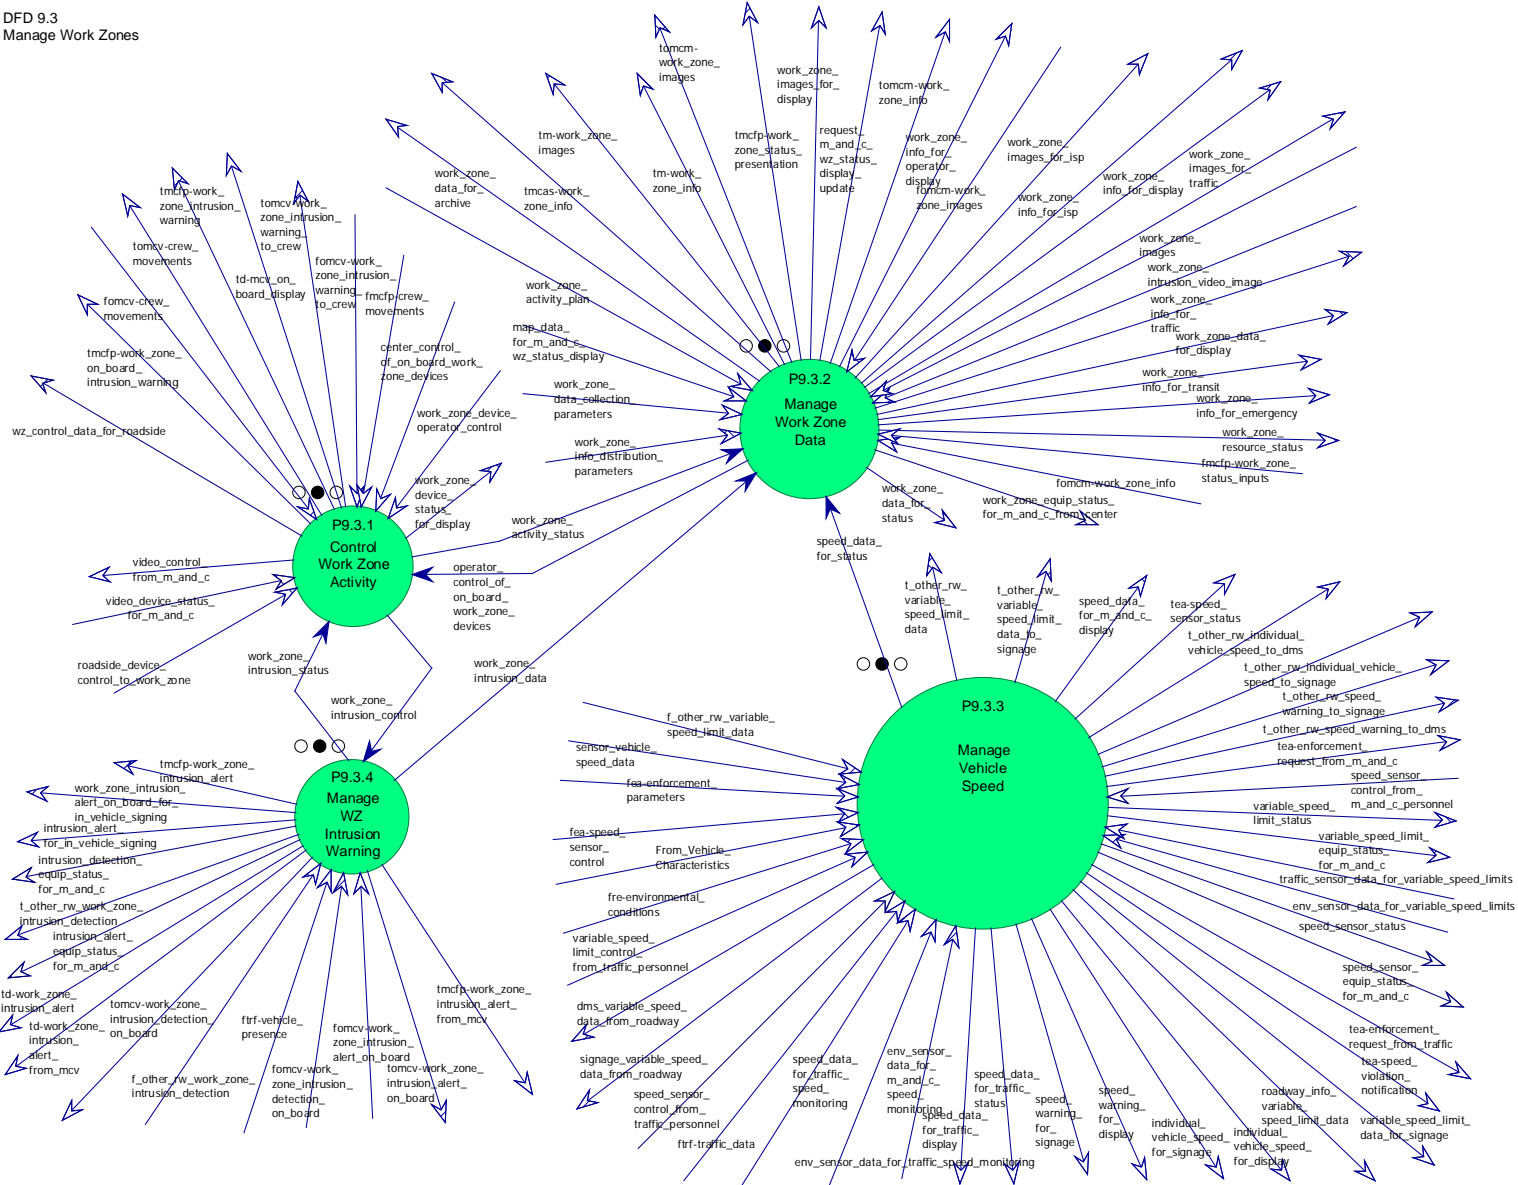 DFD 9.3
Manage Work Zones
tomcm-
work_zone_
images
work_zone_
images_for_
display
tomcm-work_
zone_info
tm-work_zone_
images
tmcfp-work_
zone_status_
presentation
request_
m_and_c_
wz_status_
display_
update
work_zone_
info_for_
operator_
display
work_zone_
images_for_isp
work_zone_
images_for_
traffic
work_zone_
data_for_
archive
tmcas-work_
zone_info
tm-work_
zone_info
fomcm-work_
zone_images
work_zone_
info_for_isp
work_zone_
info_for_display
tmcfp-work_
zone_intrusion_
warning
tomcv-work_
zone_intrusion_
warning_
to_crew
tomcv-crew_
movements
td-mcv_on_
board_display
fomcv-work_
zone_intrusion_
warning_
to_crew
fmcfp-crew_
movements
fomcv-crew_
movements
work_zone_
images
work_zone_
intrusion_video_image
work_zone_
info_for_
traffic
work_zone_
activity_plan
map_data_
for_m_and_c_
wz_status_display
work_zone_data_
for_display
tmcfp-work_zone_
on_board_
intrusion_warning
center_control_
of_on_board_work_
zone_devices
work_zone_
data_collection_
parameters
P9.3.2
Manage
Work Zone
Data
work_zone_
info_for_transit
work_zone_
info_for_emergency
wz_control_data_for_roadside
work_zone_device_
operator_control
work_zone_
info_distribution_
parameters
work_zone_
resource_status
fmcfp-work_zone_
status_inputs
work_zone_
device_
status_
for_display
work_zone_
data_for_
status
work_zone_equip_status_
for_m_and_c_from_center
fomcm-work_zone_info
P9.3.1
Control
Work Zone
Activity
work_zone_
activity_status
speed_data_
for_status
video_control_
from_m_and_c
video_device_status_
for_m_and_c
operator_
control_of_
on_board_
work_zone_
devices
t_other_rw_
variable_
speed_limit_
data
t_other_rw_
variable_
speed_limit_
data_to_
signage
speed_data_
for_m_and_c_
display
tea-speed_
sensor_status
t_other_rw_individual_
vehicle_speed_to_dms
roadside_device_
control_to_work_zone
work_zone_
intrusion_status
work_zone_
intrusion_data
t_other_rw_individual_vehicle_
speed_to_signage
t_other_rw_speed_
warning_to_signage
work_zone_
intrusion_control
f_other_rw_variable_
speed_limit_data
P9.3.3
Manage
Vehicle
Speed
t_other_rw_speed_warning_to_dms
tea-enforcement_
request_from_m_and_c
sensor_vehicle_
speed_data
tmcfp-work_zone_
intrusion_alert
P9.3.4
Manage
WZ
Intrusion
Warning
fea-enforcement_
parameters
speed_sensor_
control_from_
m_and_c_personnel
work_zone_intrusion_
alert_on_board_for_
in_vehicle_signing
variable_speed_
limit_status
intrusion_alert_
for_in_vehicle_signing
fea-speed_
sensor_
control
From_Vehicle_
Characteristics
variable_speed_limit_
equip_status_
for_m_and_c
intrusion_detection_
equip_status_
for_m_and_c
traffic_sensor_data_for_variable_speed_limits
t_other_rw_work_zone_
intrusion_detection
fre-environmental_
conditions
env_sensor_data_for_variable_speed_limits
speed_sensor_status
intrusion_alert_
equip_status_
for_m_and_c
variable_speed_
limit_control_
from_traffic_personnel
speed_sensor_
equip_status_
for_m_and_c
td-work_zone_
intrusion_alert
tomcv-work_zone_
intrusion_detection_
on_board
tmcfp-work_zone_
intrusion_alert_
from_mcv
dms_variable_speed_
data_from_roadway
td-work_zone_
intrusion_
alert_
from_mcv
ftrf-vehicle_
presence
fomcv-work_
zone_intrusion_
alert_on_board
tea-enforcement_
request_from_traffic
signage_variable_speed_
data_from_roadway
speed_data_
for_traffic_
speed_
monitoring
env_sensor_
data_for_
m_and_c_
speed_
monitoring
speed_data_
for_traffic_
status
tea-speed_
violation_
notification
f_other_rw_work_zone_
intrusion_detection
fomcv-work_
zone_intrusion_
detection_
on_board
tomcv-work_zone_
intrusion_alert_
on_board
speed_sensor_
control_from_
traffic_personnel
speed_data_
for_traffic_
display
speed_
warning_
for_
signage
speed_
warning_
for_
display
individual_
vehicle_speed_
for_signage
individual_
vehicle_speed_
for_display
roadway_info_
variable_
speed_limit_data
variable_speed_limit_
data_for_signage
ftrf-traffic_data
env_sensor_data_for_traffic_speed_monitoring